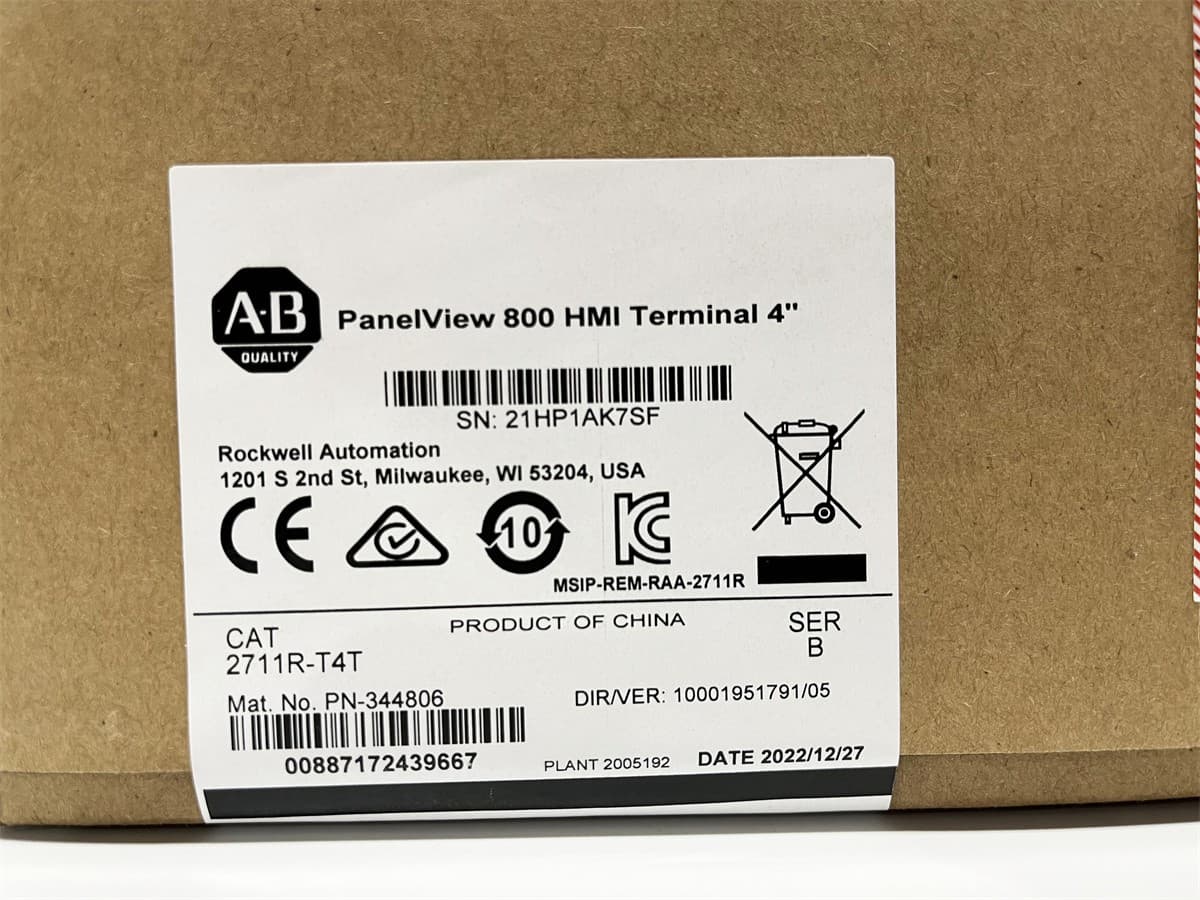 A·B
QUALITY
PanelView 800 HMI Terminal 4"
SN: 21HP1AK7SF
Rockwell Automation
1201 S 2nd St, Milwaukee, WI 53204, USA
CE
10
KC
MSIP-REM-RAA-2711R
PRODUCT OF CHINA
CAT
2711R-T4T
SER
B
Mat. No. PN-344806
DIR/VER: 10001951791/05
00887172439667
PLANT 2005192
DATE 2022/12/27